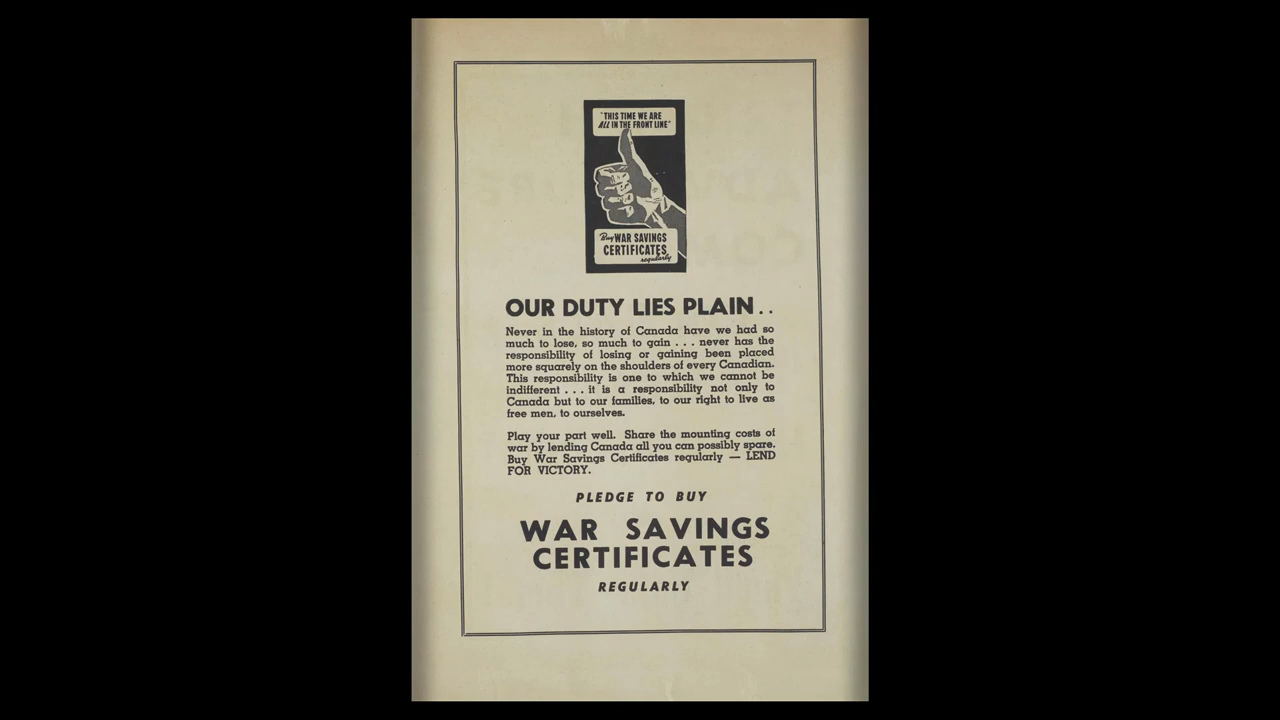 "THIS TIME WE ARE
ALL IN THE FRONT LINE"
Buy WAR SAVINGS
CERTIFICATES
regularly
OUR DUTY LIES PLAIN . .
Never in the history of Canada have we had so
much to lose, so much to gain . . . never has the
responsibility of losing or gaining been placed
more squarely on the shoulders of every Canadian.
This responsibility is one to which we cannot be
indifferent . . . it is a responsibility not only to
Canada but to our families, to our right to live as
free men, to ourselves.
Play your part well. Share the mounting costs of
war by lending Canada all you can possibly spare.
Buy War Savings Certificates regularly — LEND
FOR VICTORY.
PLEDGE TO BUY
WAR SAVINGS
CERTIFICATES
REGULARLY